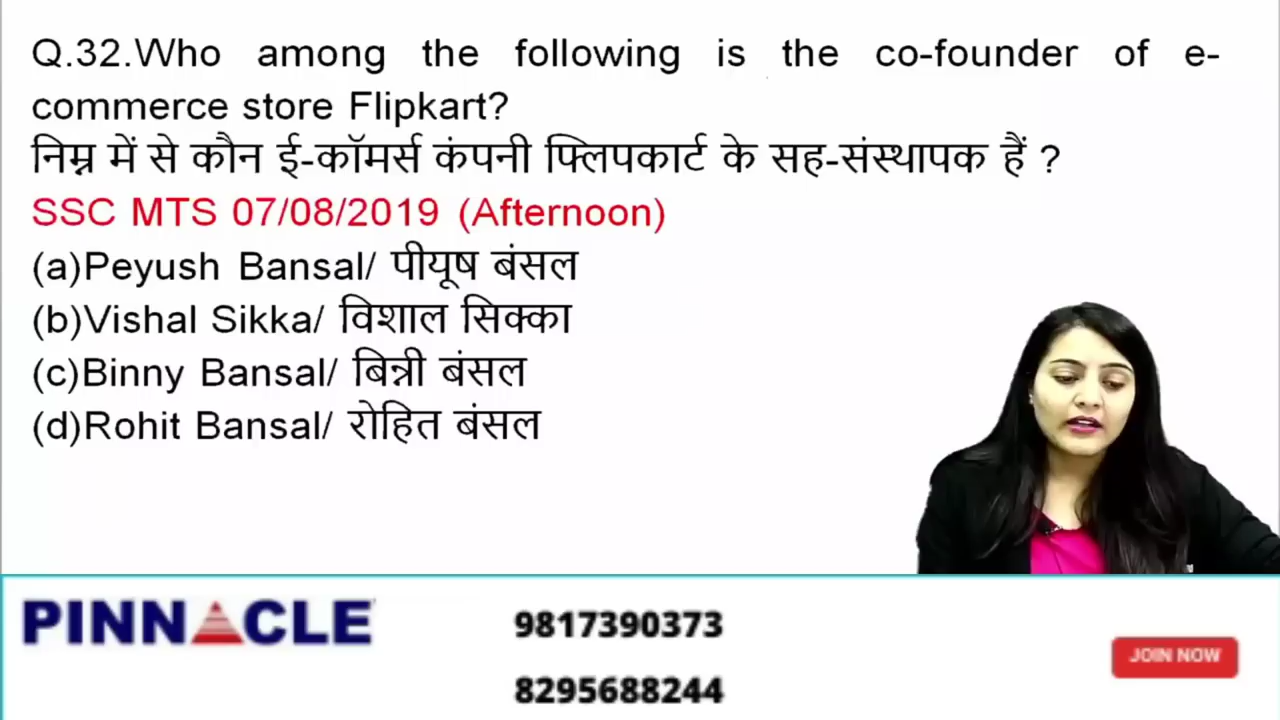 Q.32.Who among the following is the co-founder of e-
commerce store Flipkart?
निम्न में से कौन ई-कॉमर्स कंपनी फ्लिपकार्ट के सह-संस्थापक हैं ?
SSC MTS 07/08/2019 (Afternoon)
(a)Peyush Bansal/ पीयूष बंसल
(b)Vishal Sikka/ विशाल सिक्का
(c)Binny Bansal/ बिन्नी बंसल
(d)Rohit Bansal/ रोहित बंसल
PINNACLE
9817390373
8295688244
JOIN NOW